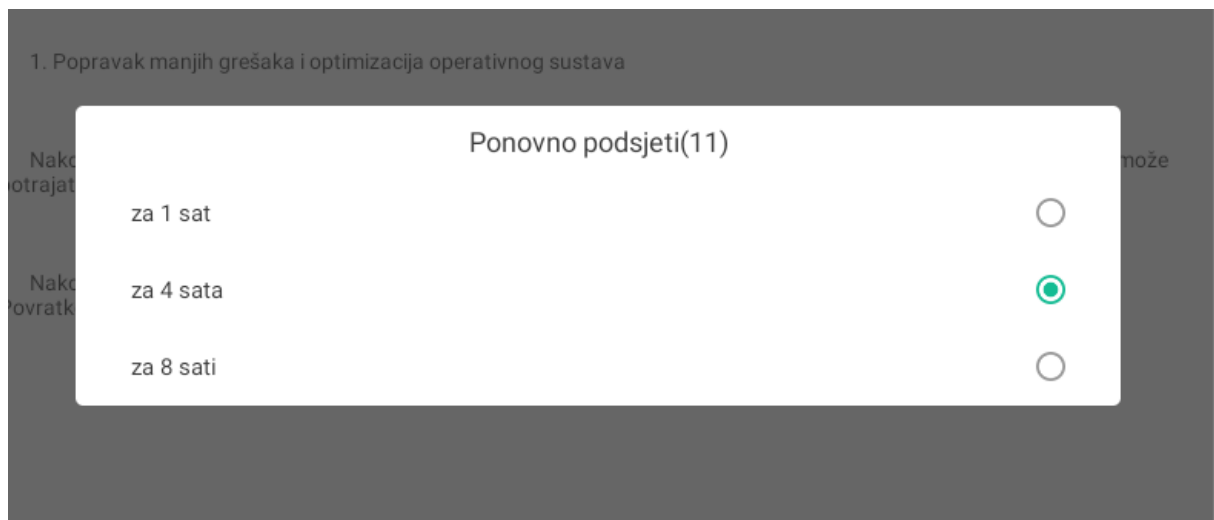 1. Popravak manjih grešaka i optimizacija operativnog sustava
Ponovno podsjeti(11)
može
za 1 sat
za 4 sata
za 8 sati